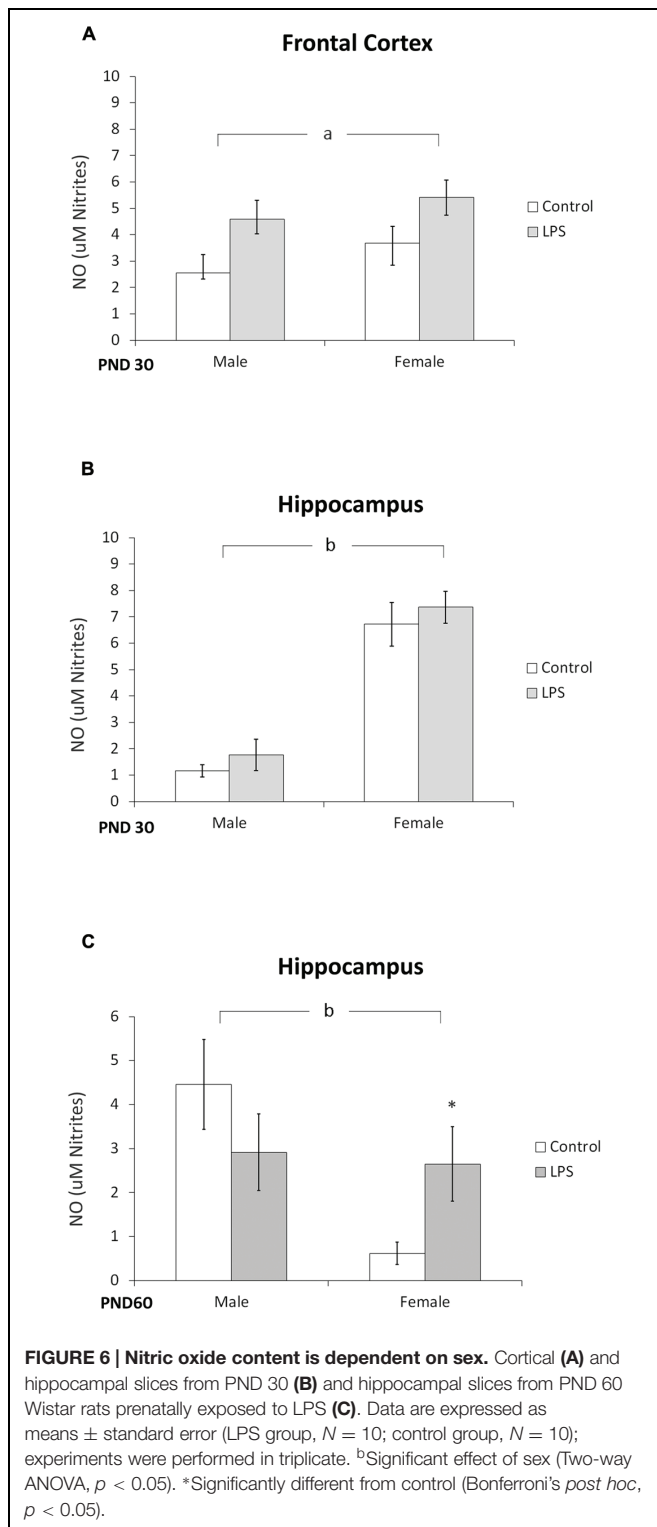 A
Frontal Cortex
10
9
8
7
6
5
4
3
2
1
0
NO (uM Nitrites)
a
Control
LPS
PND 30
Male
Female
B
Hippocampus
10
9
8
7
6
5
4
3
2
1
0
NO (uM Nitrites)
b
Control
LPS
PND 30
Male
Female
C
Hippocampus
6
5
4
3
2
1
0
NO (uM Nitrites)
b
*
Control
LPS
PND60
Male
Female
FIGURE 6 | Nitric oxide content is dependent on sex. Cortical (A) and
hippocampal slices from PND 30 (B) and hippocampal slices from PND 60
Wistar rats prenatally exposed to LPS (C). Data are expressed as
means ± standard error (LPS group, N = 10; control group, N = 10);
experiments were performed in triplicate. bSignificant effect of sex (Two-way
ANOVA, p < 0.05). *Significantly different from control (Bonferroni's post hoc,
p < 0.05).